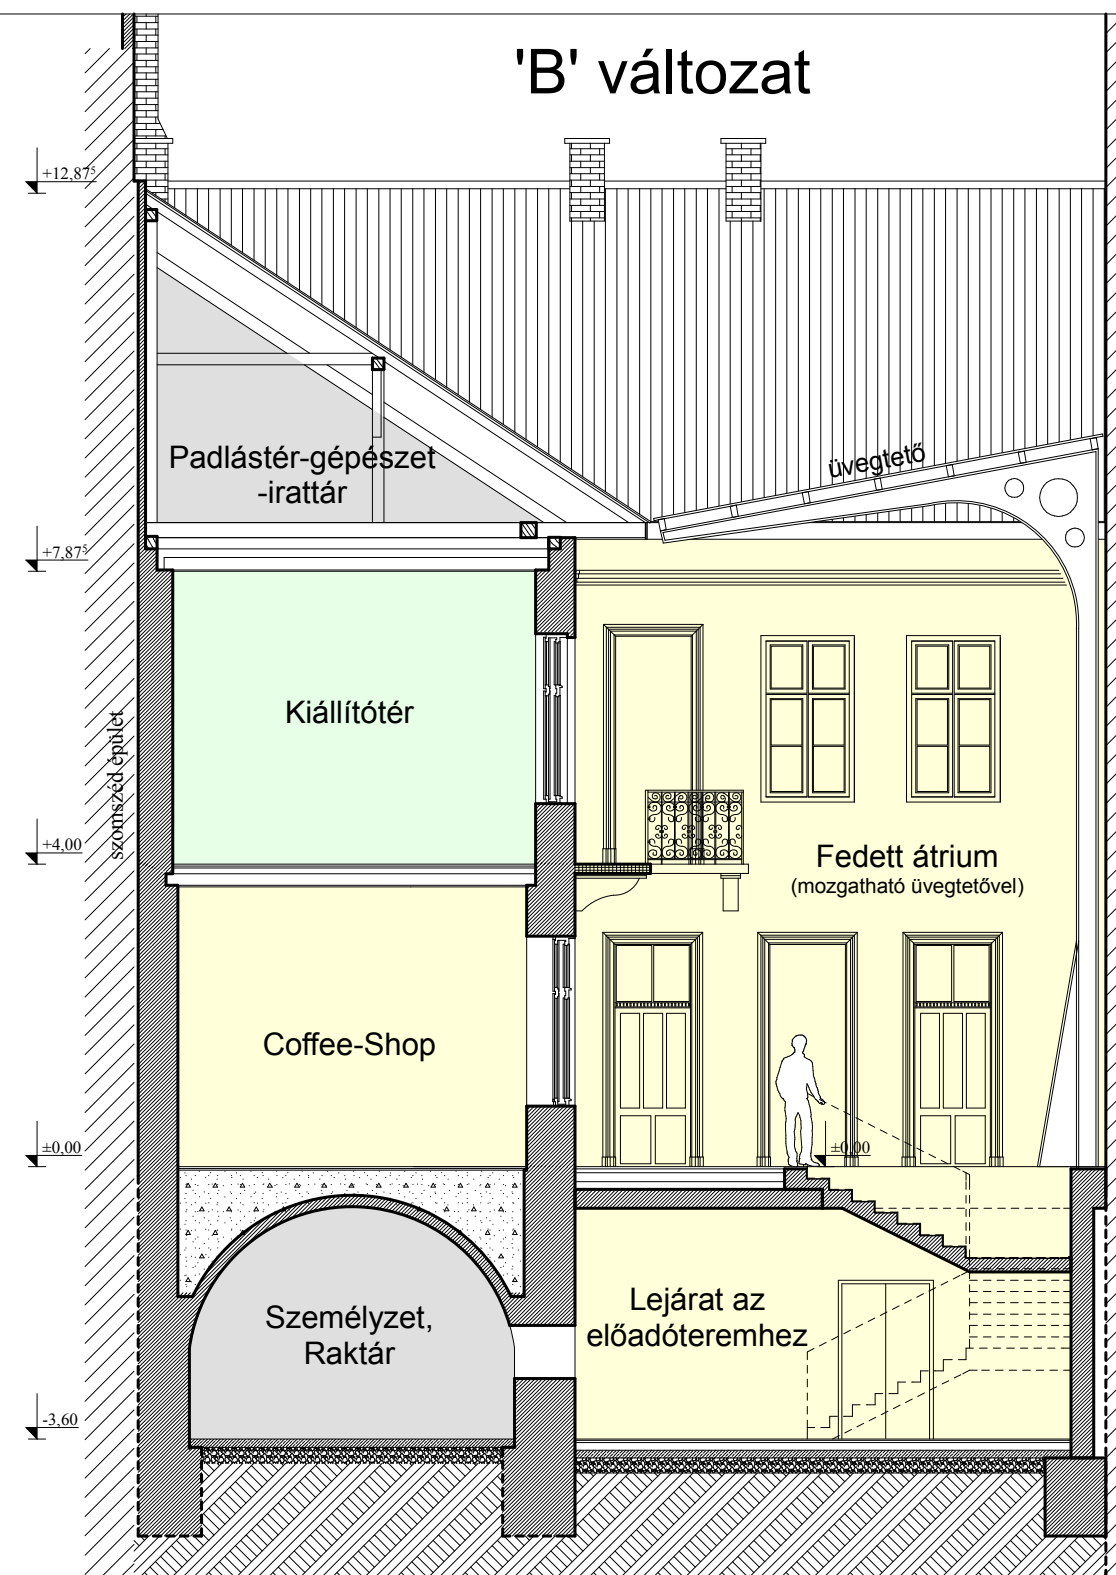 'B' változat
+12,87⁵
üvegtető
Padlástér-gépészet
-irattár
+7,87⁵
Kiállítótér
szomszéd épület
+4,00
Fedett átrium
(mozgatható üvegtetővel)
Coffee-Shop
±0,00
±0,00
Lejárat az
előadóteremhez
Személyzet,
Raktár
-3,60